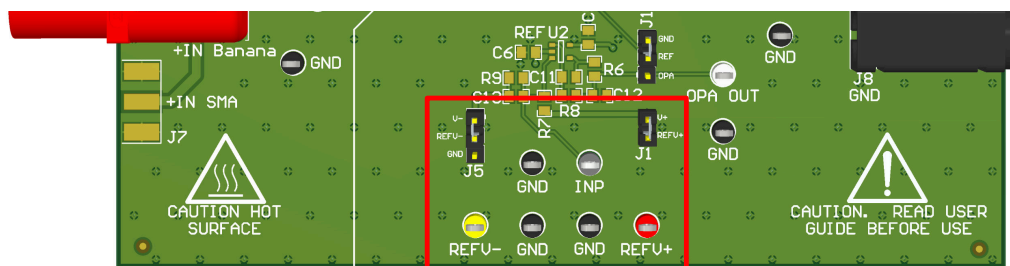 REF U2
C
J1
+IN Banana
GND
C6
GND
REF
OPA
GND
R9
C11
R6
J8
GND
+IN SMA
C10
C12
OPA OUT
J7
V-
REFV-
GND
R7
R8
V+
REFV+
J1
GND
J5
GND
INP
CAUTION HOT
SURFACE
CAUTION. READ USER
GUIDE BEFORE USE
REFV-
GND
GND
REFV+